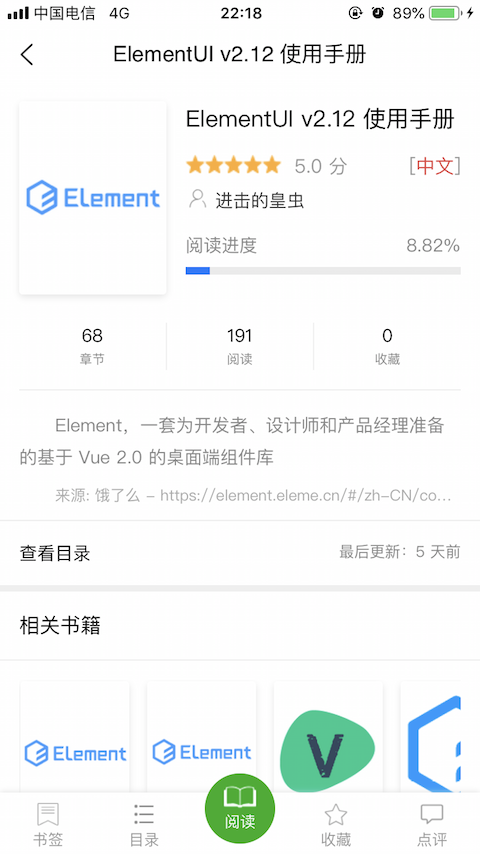 中国电信 4G 22:18 89%
ElementUI v2.12 使用手册
Element
ElementUI v2.12 使用手册
5.0 分 [中文]
进击的皇虫
阅读进度 8.82%
68 191 0
章节 阅读 收藏
Element，一套为开发者、设计师和产品经理准备
的基于 Vue 2.0 的桌面端组件库
来源: 饿了么 - https://element.eleme.cn/#/zh-CN/co...
查看目录 最后更新：5 天前
相关书籍
Element Element
书签 目录 阅读 收藏 点评